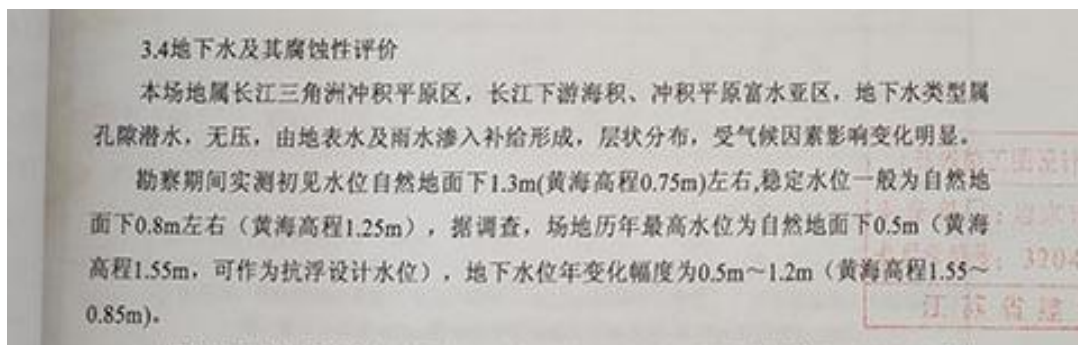 3.4地下水及其腐蚀性评价
本场地属长江三角洲冲积平原区，长江下游海积、冲积平原富水亚区，地下水类型属
孔隙潜水，无压，由地表水及雨水渗入补给形成，层状分布，受气候因素影响变化明显。
勘察期间实测初见水位自然地面下1.3m(黄海高程0.75m)左右,稳定水位一般为自然地
面下0.8m左右（黄海高程1.25m），据调查，场地历年最高水位为自然地面下0.5m（黄海
高程1.55m，可作为抗浮设计水位），地下水位年变化幅度为0.5m～1.2m（黄海高程1.55～
0.85m)。
3204
江苏省